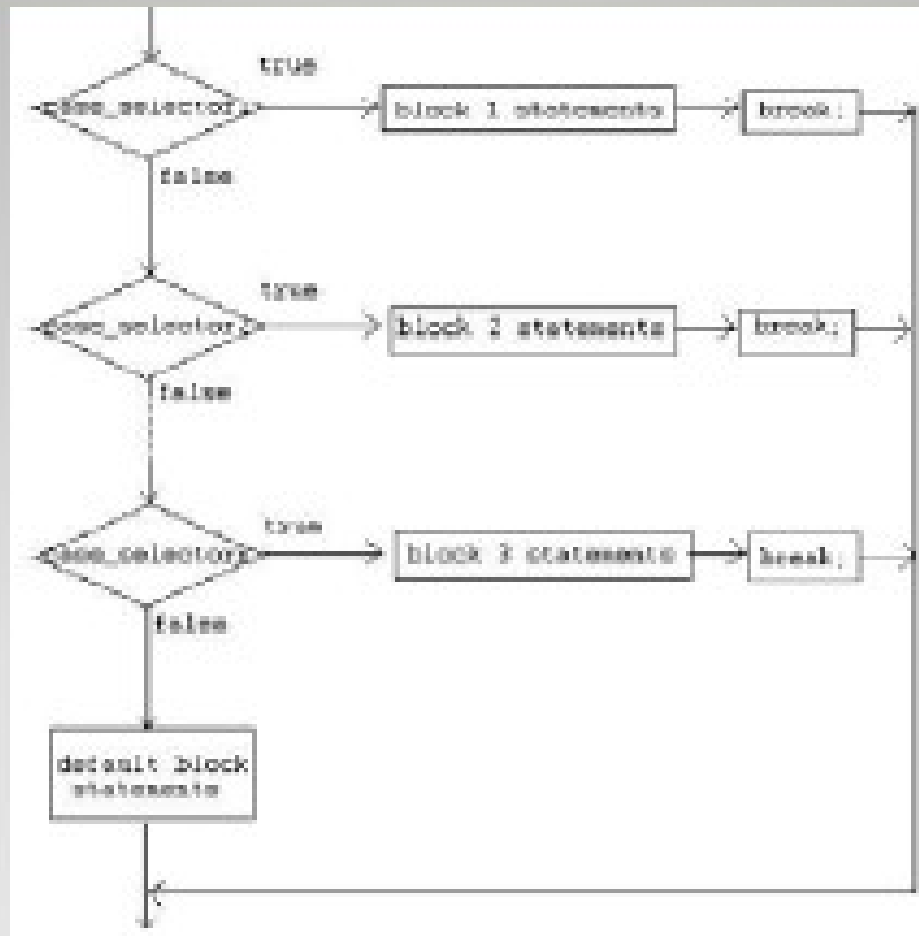 true
case_selector
block 1 statements
break;
false
true
case_selector
block 2 statements
break;
false
true
case_selector
block 3 statements
break;
false
default block
statements